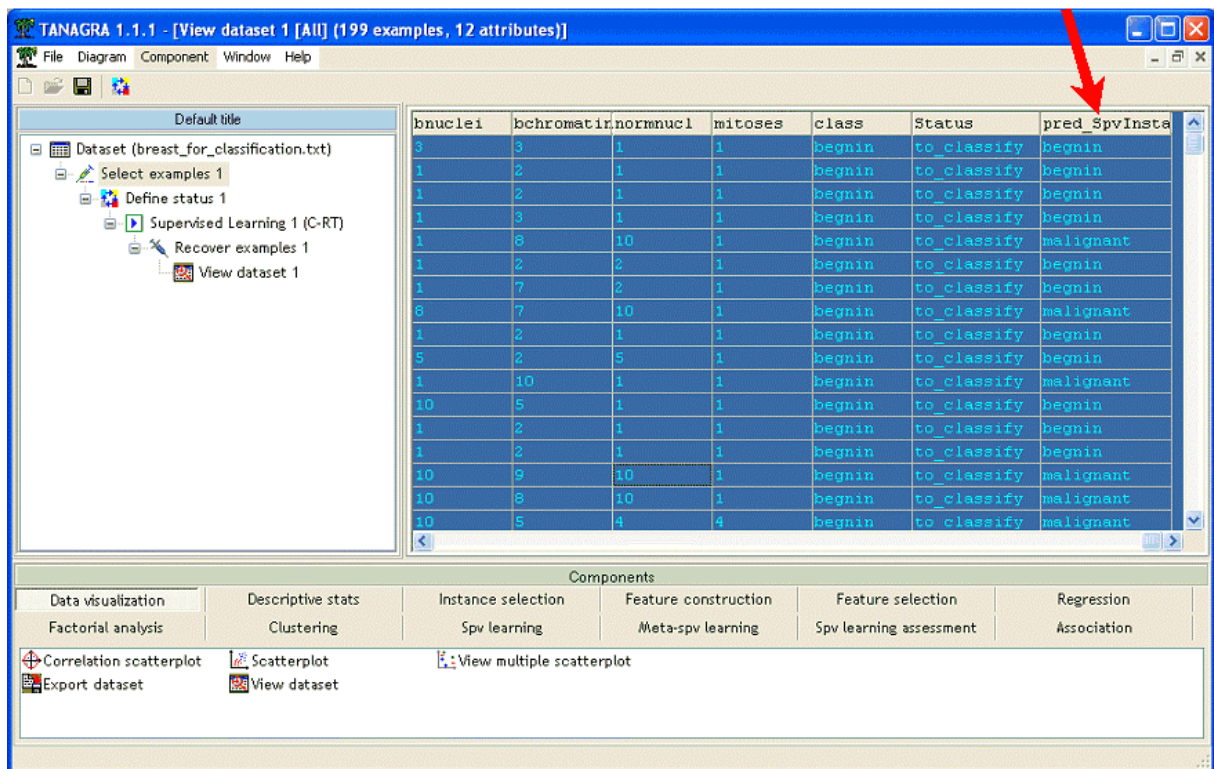 TANAGRA 1.1.1 - [View dataset 1 [All] (199 examples, 12 attributes)]
File Diagram Component Window Help
Default title
Dataset (breast_for_classification.txt)
Select examples 1
Define status 1
Supervised Learning 1 (C-RT)
Recover examples 1
View dataset 1
bnuclei bchromatin normnucl mitoses class Status pred_SpvInsta
3 3 1 1 begnin to_classify begnin
1 2 1 1 begnin to_classify begnin
1 2 1 1 begnin to_classify begnin
1 3 1 1 begnin to_classify begnin
1 8 10 1 begnin to_classify malignant
1 2 2 1 begnin to_classify begnin
1 7 2 1 begnin to_classify begnin
8 7 10 1 begnin to_classify malignant
1 2 1 1 begnin to_classify begnin
5 2 5 1 begnin to_classify begnin
1 10 1 1 begnin to_classify malignant
10 5 1 1 begnin to_classify begnin
1 2 1 1 begnin to_classify begnin
1 2 1 1 begnin to_classify begnin
10 9 10 1 begnin to_classify malignant
10 8 10 1 begnin to_classify malignant
10 5 4 4 begnin to_classify malignant
Components
Data visualization Descriptive stats Instance selection Feature construction Feature selection Regression
Factorial analysis Clustering Spv learning Meta-spv learning Spv learning assessment Association
Correlation scatterplot Scatterplot View multiple scatterplot
Export dataset View dataset